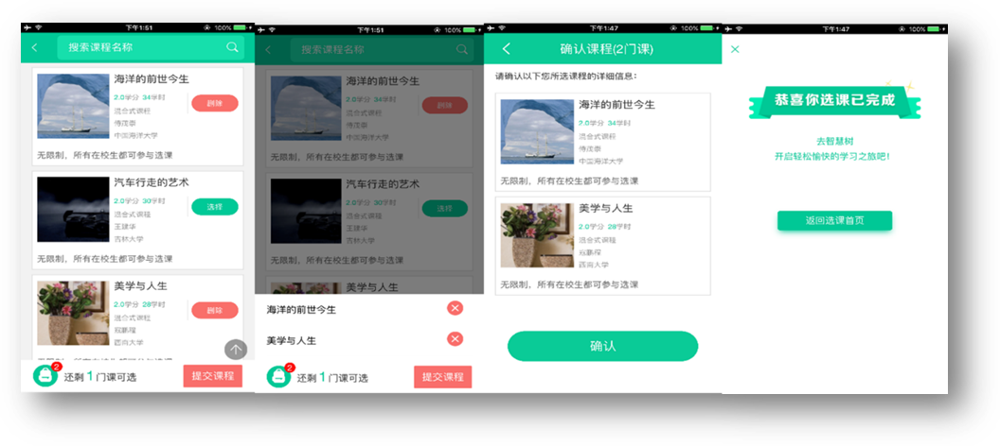 下午1:51
100%
搜索课程名称
海洋的前世今生
2.0学分 34学时
混合式课程
傅茂泰
中国海洋大学
删除
无限制，所有在校生都可参与选课
汽车行走的艺术
2.0学分 30学时
混合式课程
王建华
吉林大学
选择
无限制，所有在校生都可参与选课
美学与人生
2.0学分 28学时
混合式课程
寇鹏程
西南大学
删除
2
还剩 1 门课可选
提交课程
下午1:51
100%
搜索课程名称
海洋的前世今生
2.0学分 34学时
混合式课程
傅茂泰
中国海洋大学
删除
无限制，所有在校生都可参与选课
汽车行走的艺术
2.0学分 30学时
混合式课程
王建华
吉林大学
选择
无限制，所有在校生都可参与选课
美学与人生
海洋的前世今生
美学与人生
2
还剩 1 门课可选
提交课程
下午1:47
100%
确认课程(2门课)
请确认以下您所选课程的详细信息：
海洋的前世今生
2.0学分 34学时
混合式课程
傅茂泰
中国海洋大学
无限制，所有在校生都可参与选课
美学与人生
2.0学分 28学时
混合式课程
寇鹏程
西南大学
无限制，所有在校生都可参与选课
确认
下午1:47
100%
恭喜你选课已完成
去智慧树
开启轻松愉快的学习之旅吧！
返回选课首页